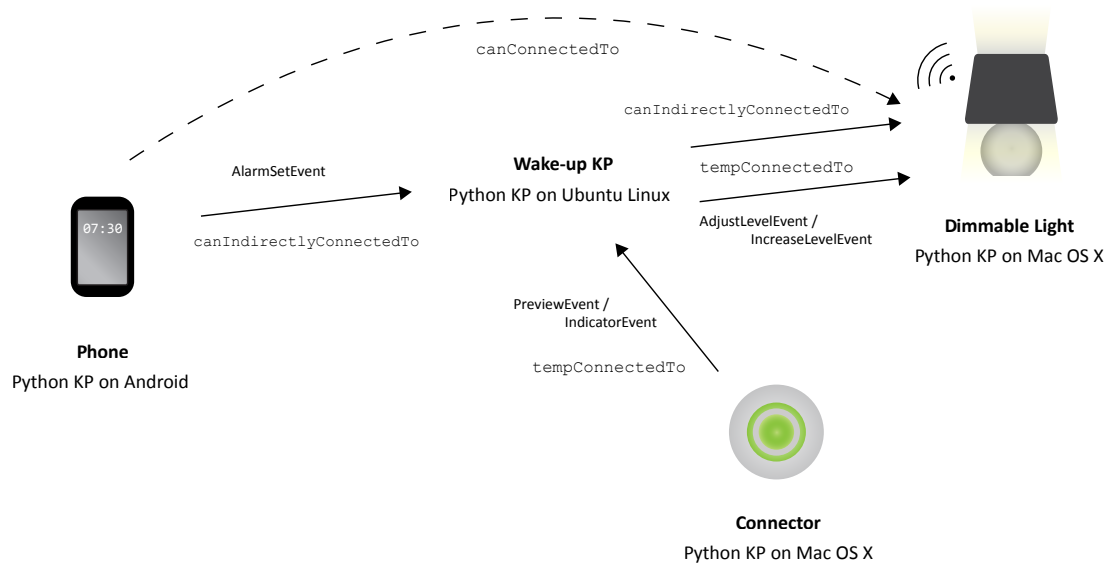 canConnectedTo
canIndirectlyConnectedTo
Wake-up KP
Python KP on Ubuntu Linux
tempConnectedTo
AlarmSetEvent
canIndirectlyConnectedTo
07:30
AdjustLevelEvent /
IncreaseLevelEvent
Dimmable Light
Python KP on Mac OS X
PreviewEvent /
IndicatorEvent
tempConnectedTo
Phone
Python KP on Android
Connector
Python KP on Mac OS X